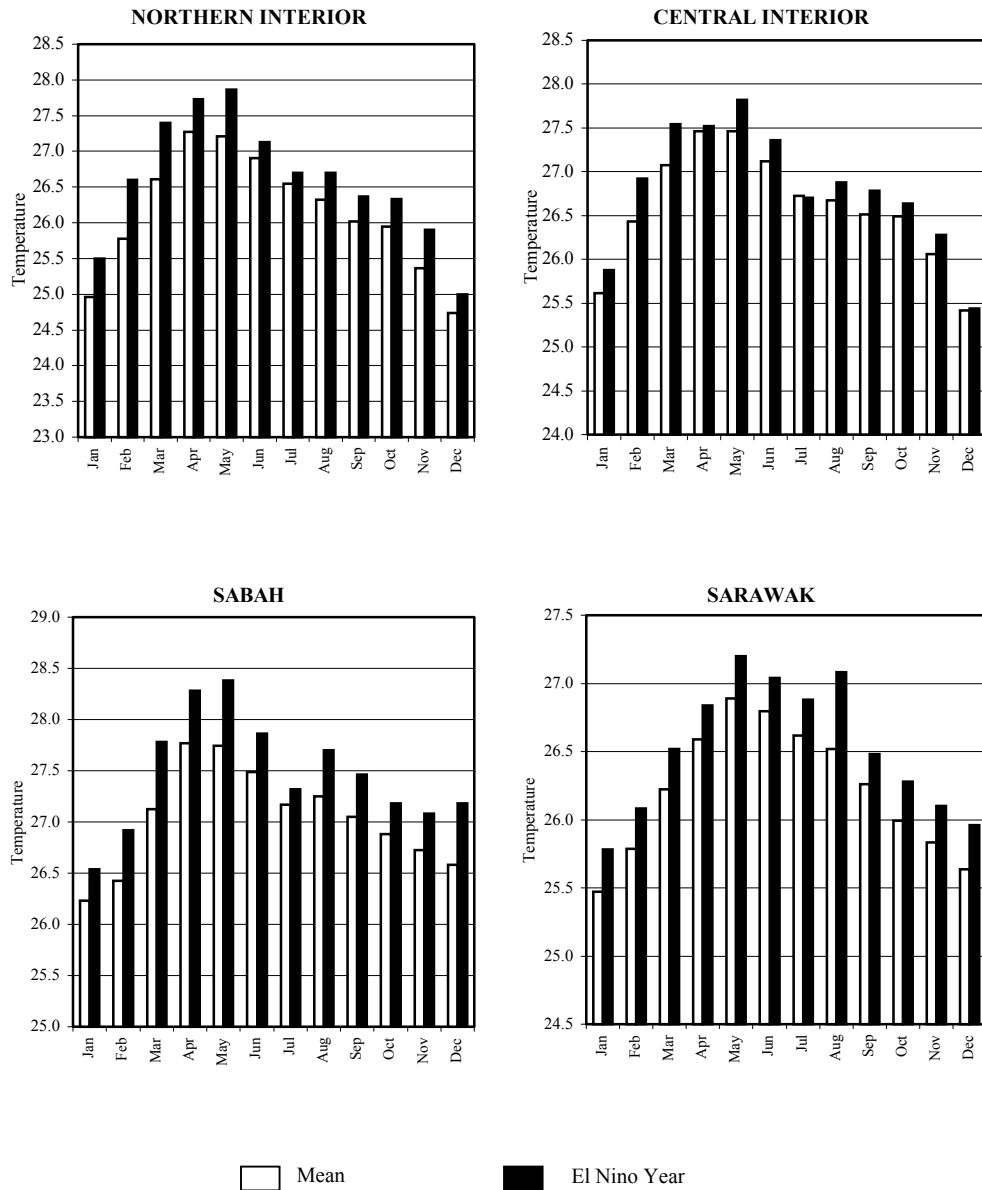 NORTHERN INTERIOR
28.5
28.0
27.5
27.0
26.5
26.0
25.5
25.0
24.5
24.0
23.5
23.0
Temperature
Jan Feb Mar Apr May Jun Jul Aug Sep Oct Nov Dec
CENTRAL INTERIOR
28.5
28.0
27.5
27.0
26.5
26.0
25.5
25.0
24.5
24.0
Temperature
Jan Feb Mar Apr May Jun Jul Aug Sep Oct Nov Dec
SABAH
29.0
28.5
28.0
27.5
27.0
26.5
26.0
25.5
25.0
Temperature
Jan Feb Mar Apr May Jun Jul Aug Sep Oct Nov Dec
SARAWAK
27.5
27.0
26.5
26.0
25.5
25.0
24.5
Temperature
Jan Feb Mar Apr May Jun Jul Aug Sep Oct Nov Dec
Mean El Nino Year